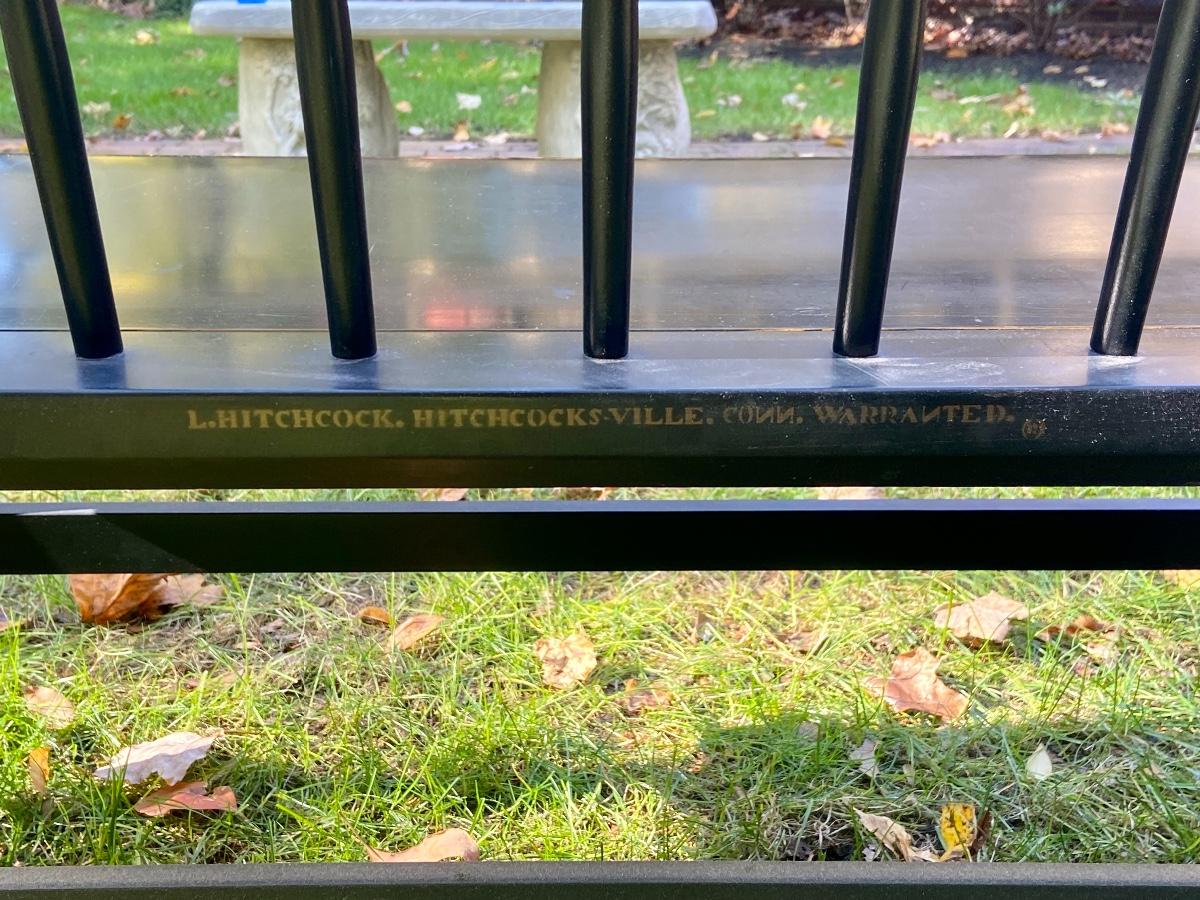 L.HITCHCOCK. HITCHCOCKS-VILLE. CONN. WARRANTED.